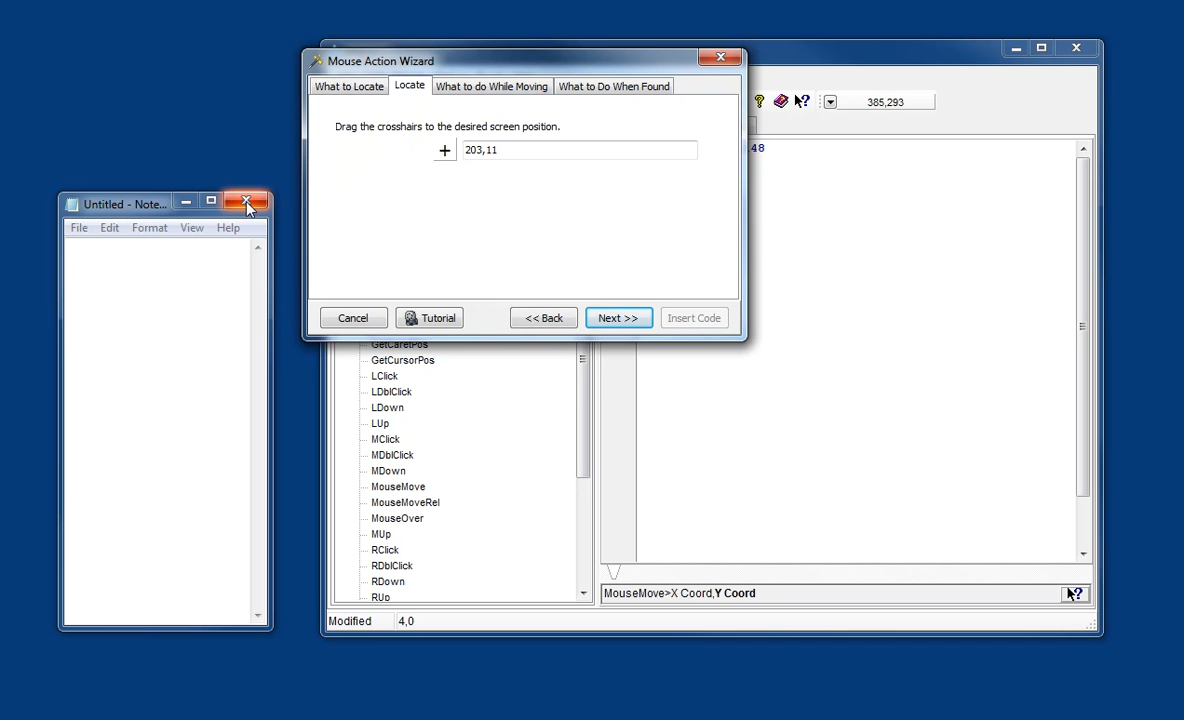 Mouse Action Wizard
What to Locate
Locate
What to do While Moving
What to Do When Found
385,293
Drag the crosshairs to the desired screen position.
203,11
48
Untitled - Note...
File Edit Format View Help
Cancel
Tutorial
<< Back
Next >>
Insert Code
GetCaretPos
GetCursorPos
LClick
LDblClick
LDown
LUp
MClick
MDblClick
MDown
MouseMove
MouseMoveRel
MouseOver
MUp
RClick
RDblClick
RDown
RUp
MouseMove>X Coord,Y Coord
Modified
4,0